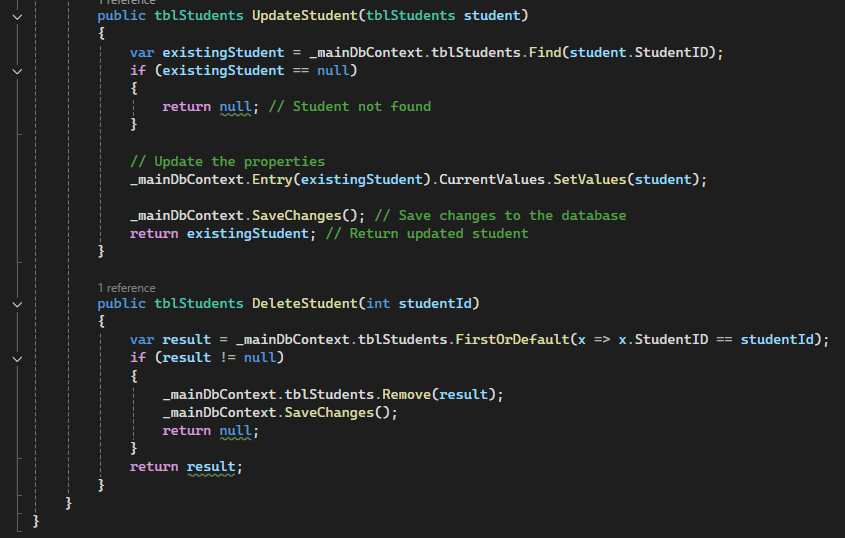 1 reference
public tblStudents UpdateStudent(tblStudents student)
{
var existingStudent = _mainDbContext.tblStudents.Find(student.StudentID);
if (existingStudent == null)
{
return null; // Student not found
}
// Update the properties
_mainDbContext.Entry(existingStudent).CurrentValues.SetValues(student);
_mainDbContext.SaveChanges(); // Save changes to the database
return existingStudent; // Return updated student
}
1 reference
public tblStudents DeleteStudent(int studentId)
{
var result = _mainDbContext.tblStudents.FirstOrDefault(x => x.StudentID == studentId);
if (result != null)
{
_mainDbContext.tblStudents.Remove(result);
_mainDbContext.SaveChanges();
return null;
}
return result;
}
}
}